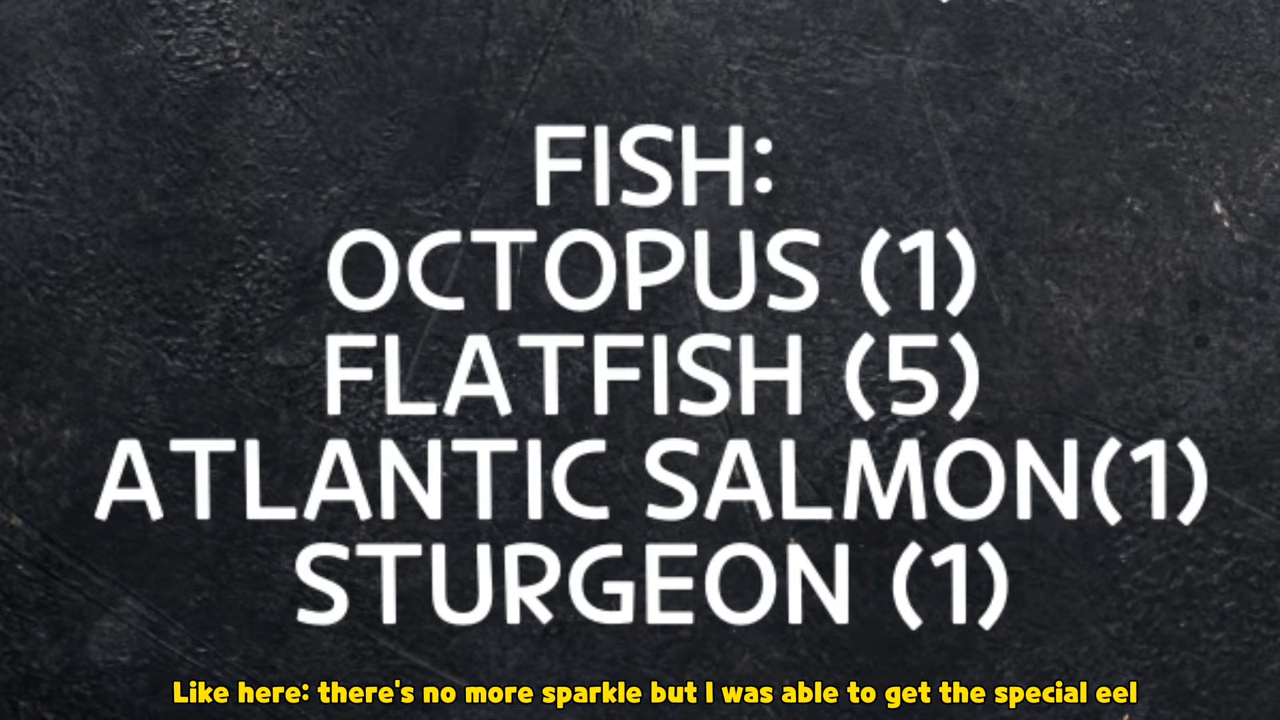 FISH:
OCTOPUS (1)
FLATFISH (5)
ATLANTIC SALMON(1)
STURGEON (1)
Like here: there's no more sparkle but I was able to get the special eel